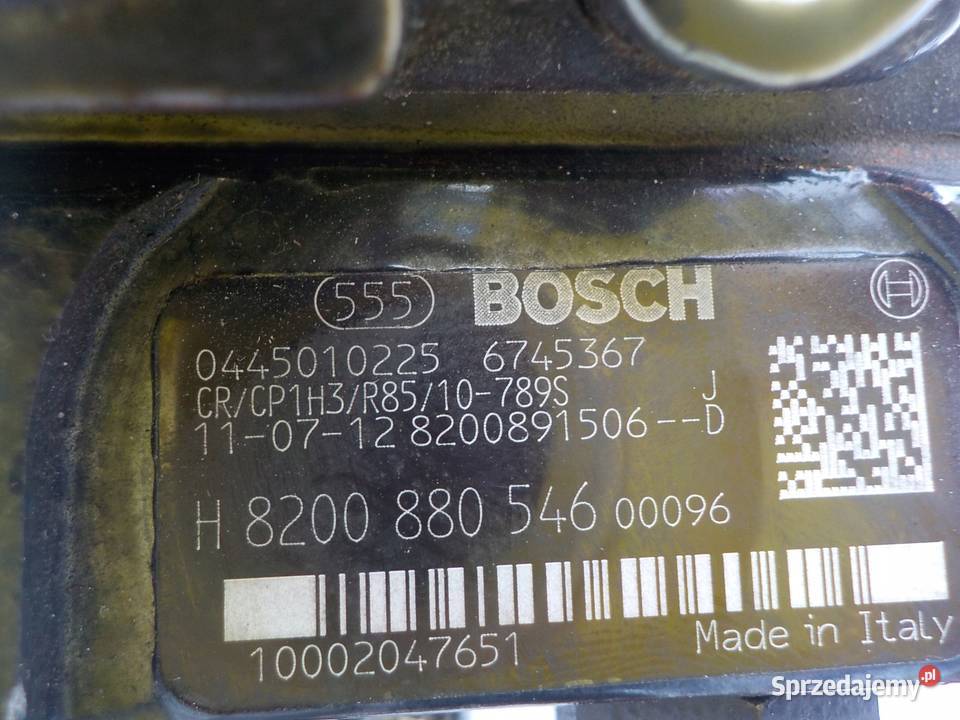 555 BOSCH H
0445010225 6745367
CR/CP1H3/R85/10-789S J
11-07-12 8200891506--D
H 8200 880 546 00096
10002047651
Made in Italy
Sprzedajemy.pl